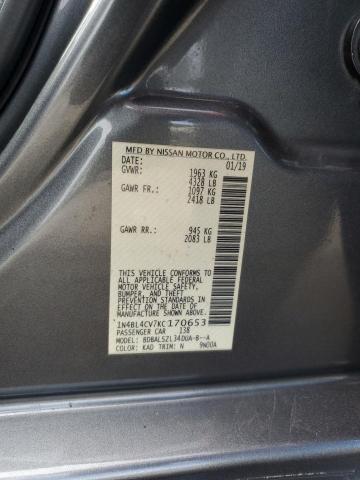 MFD BY NISSAN MOTOR CO., LTD.
DATE: 01/19
GVWR: 1963 KG
4328 LB
GAWR FR.: 1097 KG
2418 LB
GAWR RR.: 945 KG
2083 LB
THIS VEHICLE CONFORMS TO ALL
APPLICABLE FEDERAL
MOTOR VEHICLE SAFETY,
BUMPER, AND THEFT
PREVENTION STANDARDS
IN EFFECT ON THE DATE OF
MANUFACTURE SHOWN ABOVE.
1N4BL4CV7KC170653
PASSENGER CAR 138
MODEL: BDBALSZL34DUA-B--A
COLOR: KAD TRIM: N 9N00A